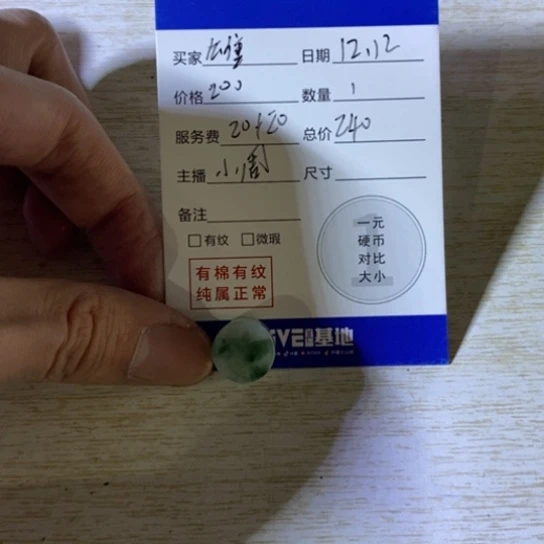 买家 日期 12.12
价格 200 数量 1
服务费 20+20 总价 240
主播 小周 尺寸
备注
有纹 微瑕
有棉有纹
纯属正常
一元
硬币
对比
大小
IVE 基地